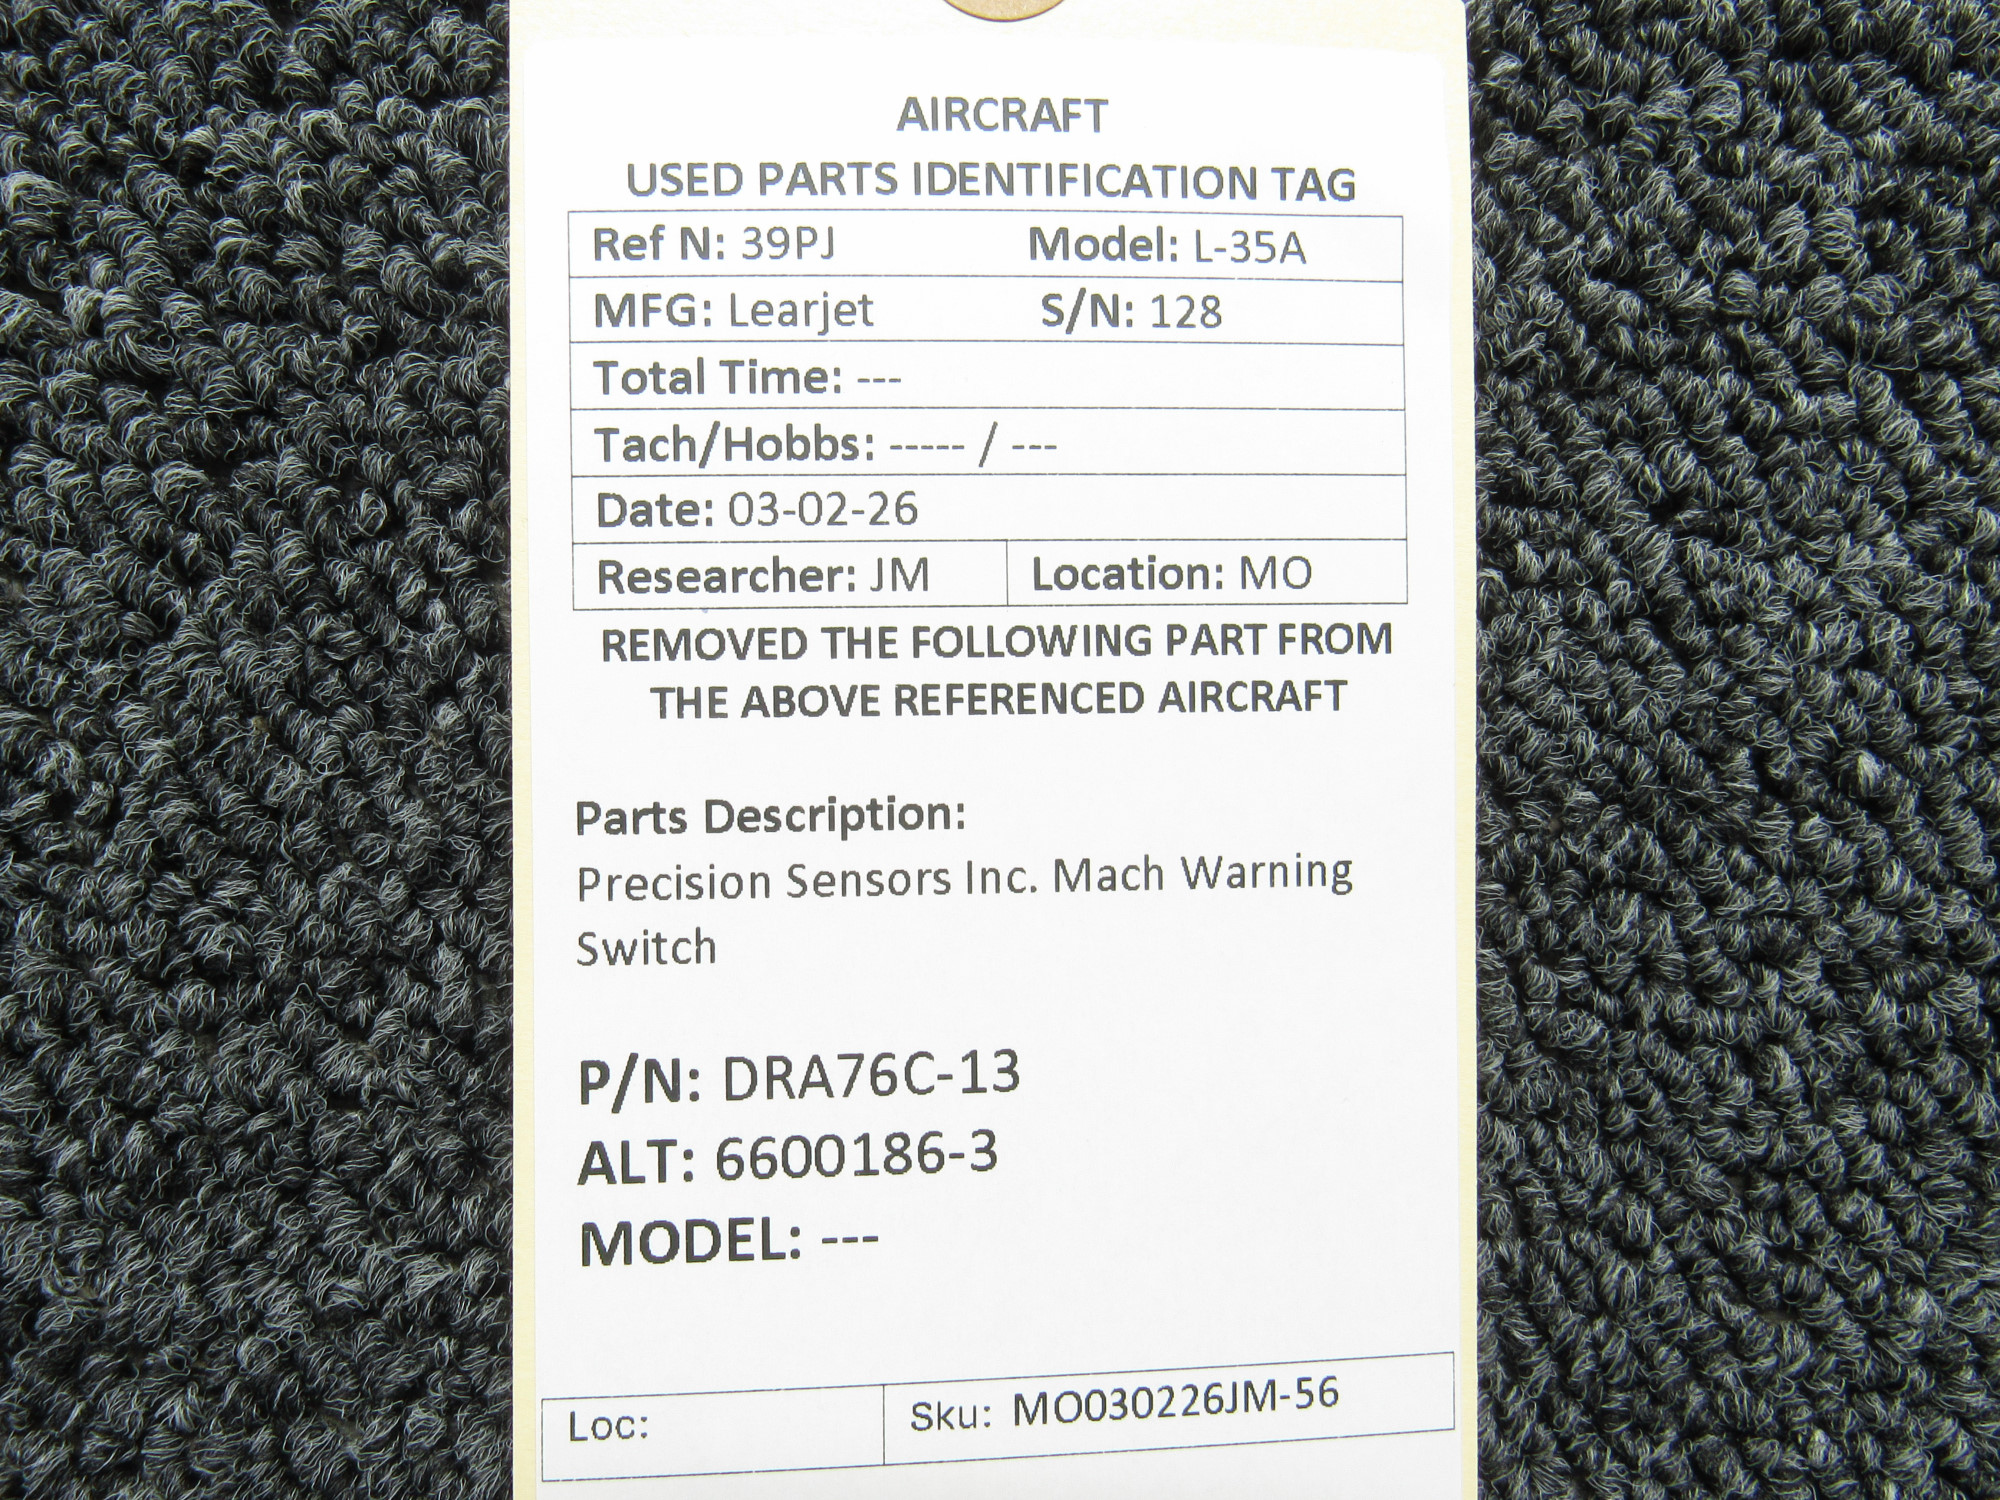 AIRCRAFT
USED PARTS IDENTIFICATION TAG
Ref N: 39PJ Model: L-35A
MFG: Learjet S/N: 128
Total Time: ---
Tach/Hobbs: ----- / ---
Date: 03-02-26
Researcher: JM Location: MO
REMOVED THE FOLLOWING PART FROM
THE ABOVE REFERENCED AIRCRAFT
Parts Description:
Precision Sensors Inc. Mach Warning
Switch
P/N: DRA76C-13
ALT: 6600186-3
MODEL: ---
Loc: Sku: MO030226JM-56